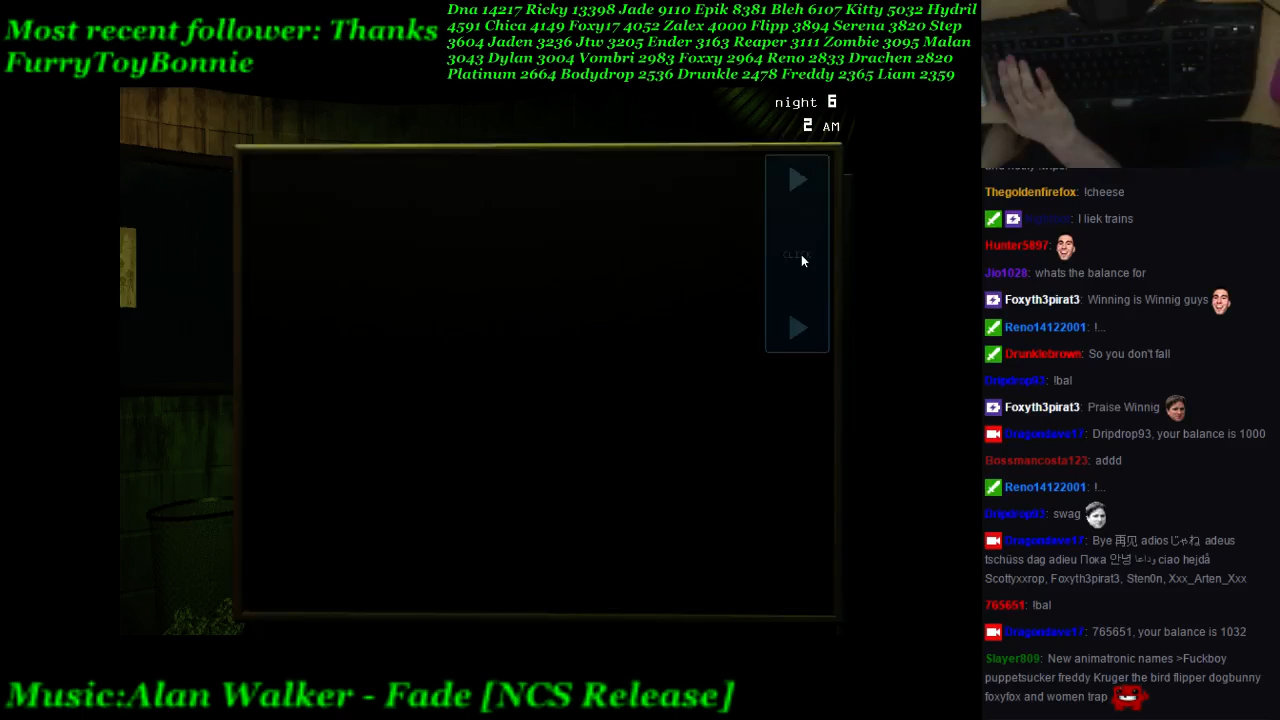 Most recent follower: Thanks
FurryToyBonnie
Dna 14217 Ricky 13398 Jade 9110 Epik 8381 Bleh 6107 Kitty 5032 Hydril
4591 Chica 4149 Foxy17 4052 Zalex 4000 Flipp 3894 Serena 3820 Step
3604 Jaden 3236 Jtw 3205 Ender 3163 Reaper 3111 Zombie 3095 Malan
3043 Dylan 3004 Vombri 2983 Foxxy 2964 Reno 2833 Drachen 2820
Platinum 2664 Bodydrop 2536 Drunkle 2478 Freddy 2365 Liam 2359
night 6
2 AM
CLICK
Thegoldenfirefox: !cheese
: I liek trains
Hunter5897:
Jio1028: whats the balance for
Foxyth3pirat3: Winning is Winnig guys
Reno14122001: !...
Drunklebrown: So you don't fall
Dripdrop93: !bal
Foxyth3pirat3: Praise Winnig
Dragondave17: Dripdrop93, your balance is 1000
Bossmancosta123: addd
Reno14122001: !...
Dripdrop93: swag
Dragondave17: Bye 再见 adios じゃね adeus
tschüss dag adieu Пока 안녕 وداعا ciao hejdå
Scottyxxrop, Foxyth3pirat3, Sten0n, Xxx_Arten_Xxx
765651: !bal
Dragondave17: 765651, your balance is 1032
Slayer809: New animatronic names >Fuckboy
puppetsucker freddy Kruger the bird flipper dogbunny
foxyfox and women trap
Music:Alan Walker - Fade [NCS Release]